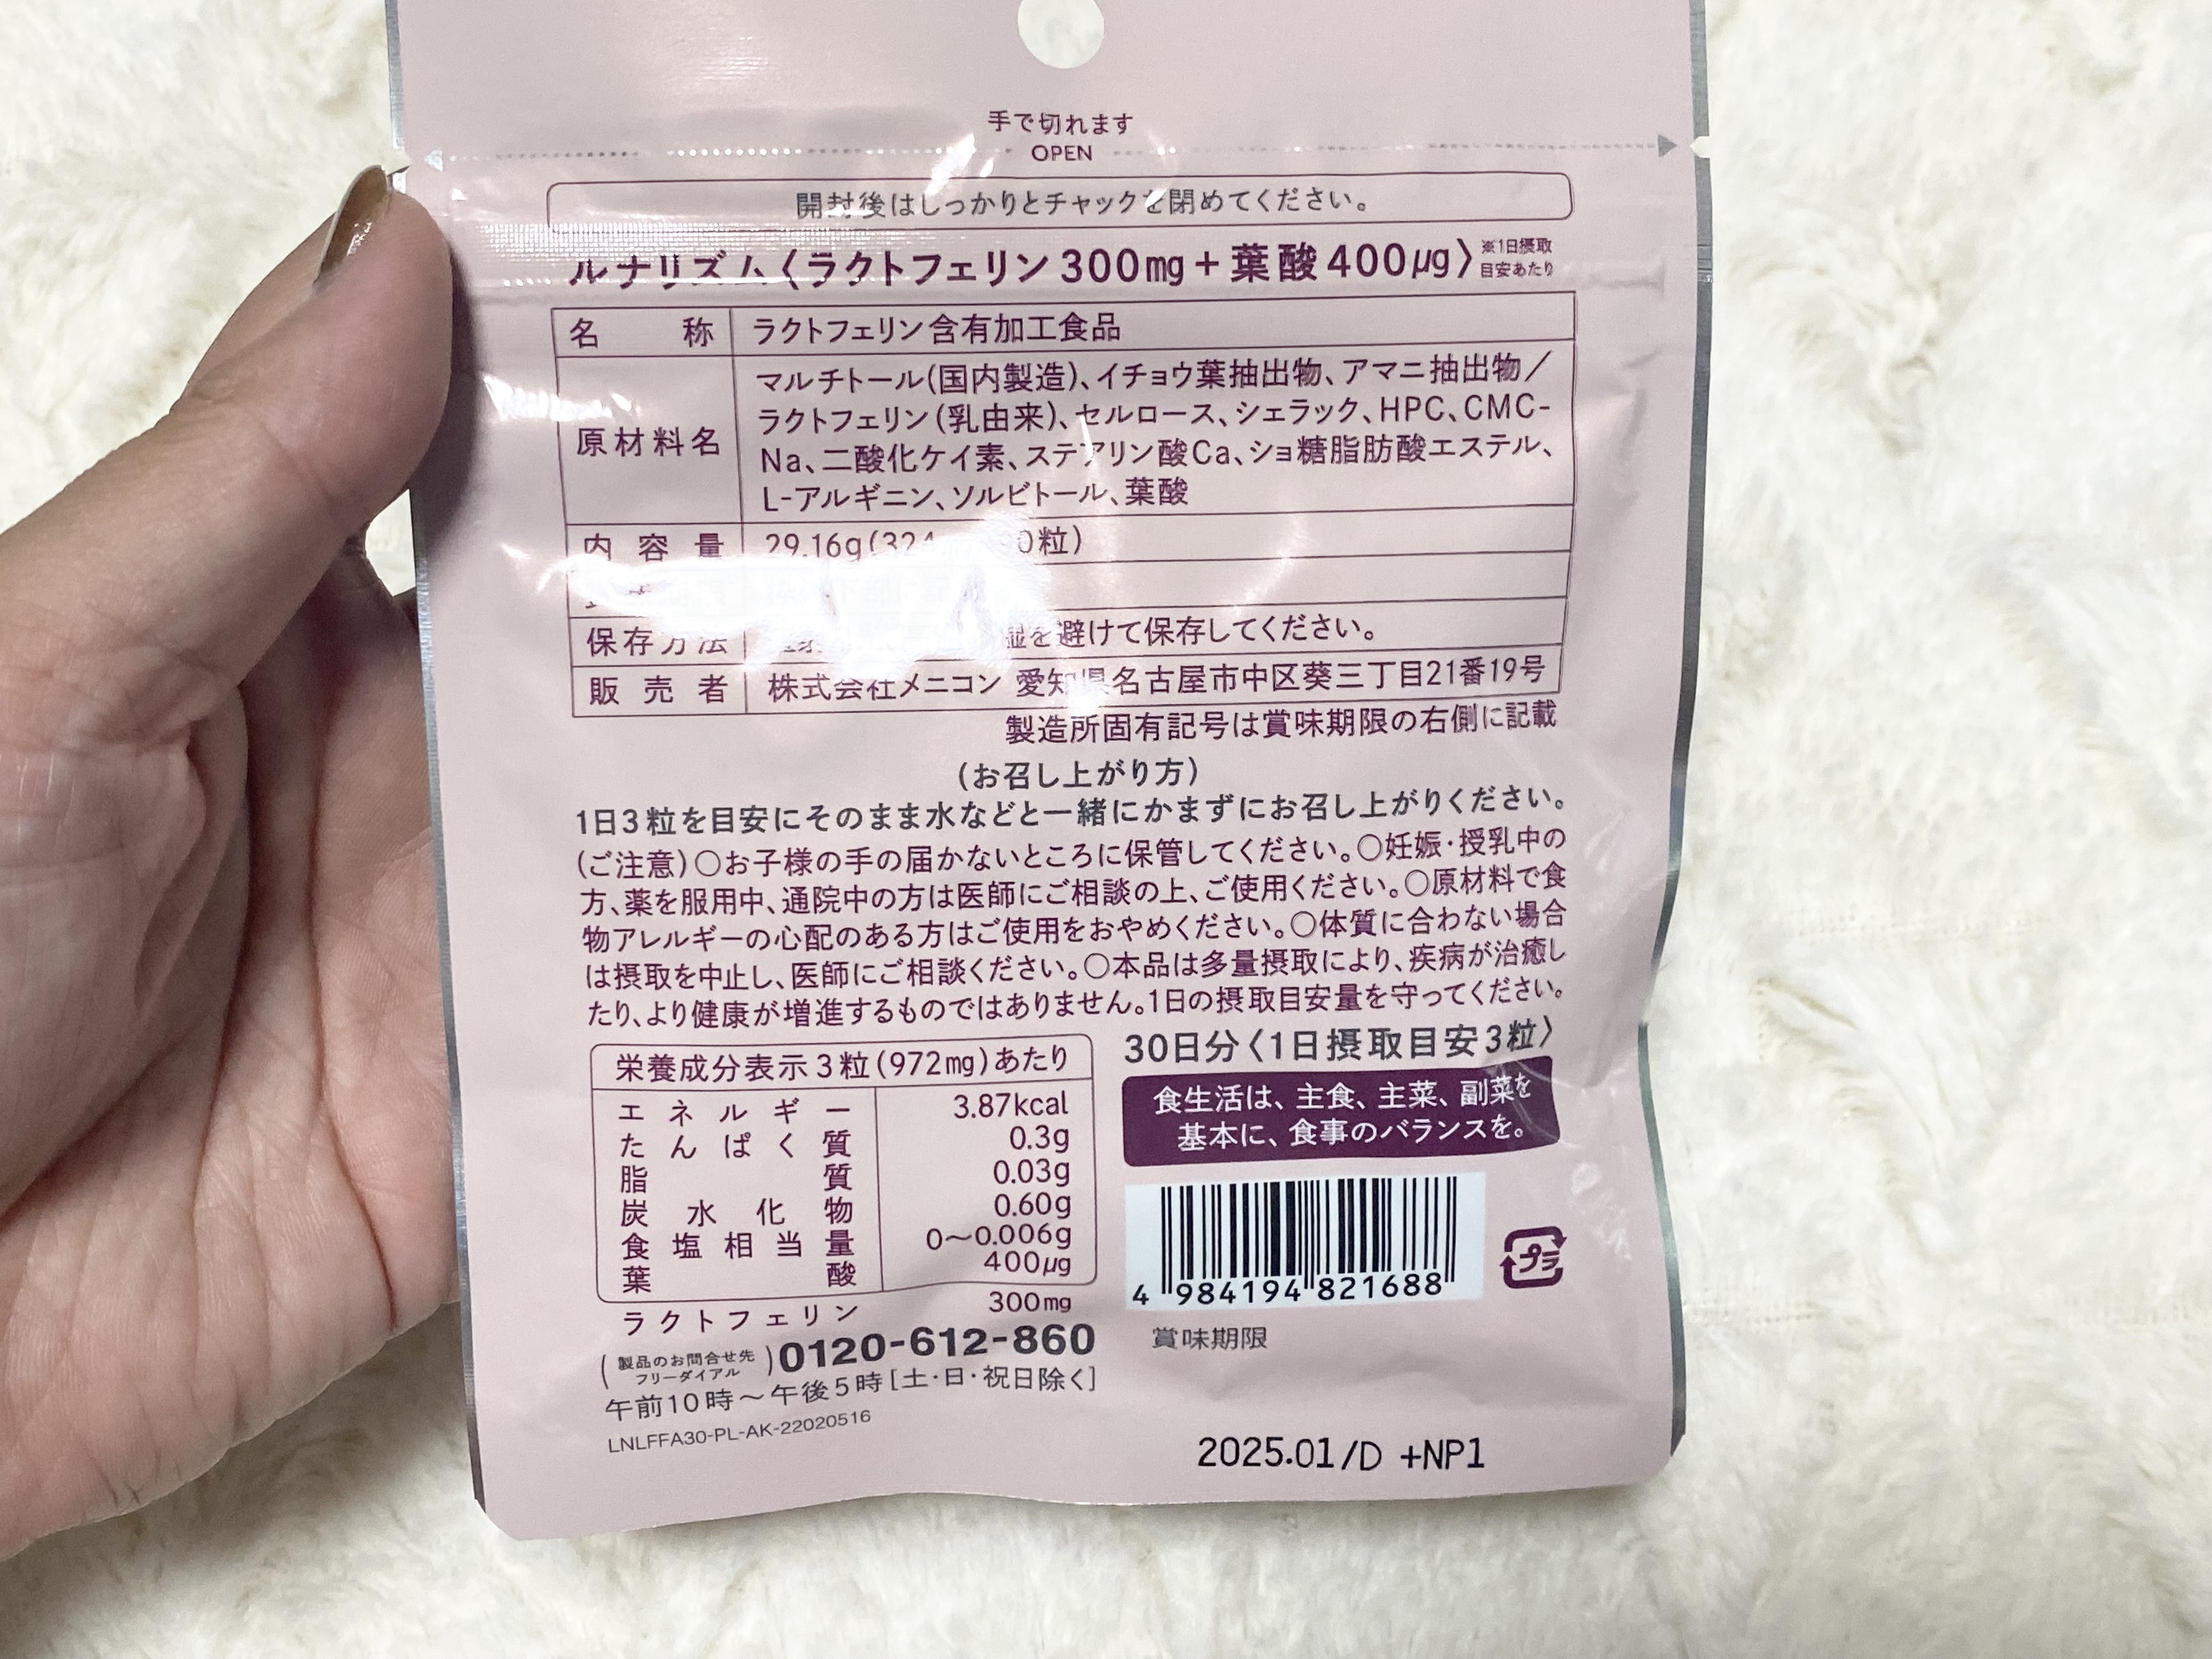 手で切れます
OPEN
開封後はしっかりとチャックを閉めてください。
ルナリズム〈ラクトフェリン300mg+葉酸400μg〉※1日摂取
目安あたり
名称 ラクトフェリン含有加工食品
原材料名 マルチトール(国内製造)、イチョウ葉抽出物、アマニ抽出物／
ラクトフェリン(乳由来)、セルロース、シェラック、HPC、CMC-
Na、二酸化ケイ素、ステアリン酸Ca、ショ糖脂肪酸エステル、
L-アルギニン、ソルビトール、葉酸
内容量 29.16g(324 0粒)
保存方法 を避けて保存してください。
販売者 株式会社メニコン 愛知県名古屋市中区葵三丁目21番19号
製造所固有記号は賞味期限の右側に記載
(お召し上がり方)
1日3粒を目安にそのまま水などと一緒にかまずにお召し上がりください。
(ご注意)○お子様の手の届かないところに保管してください。○妊娠・授乳中の
方、薬を服用中、通院中の方は医師にご相談の上、ご使用ください。○原材料で食
物アレルギーの心配のある方はご使用をおやめください。○体質に合わない場合
は摂取を中止し、医師にご相談ください。○本品は多量摂取により、疾病が治癒し
たり、より健康が増進するものではありません。1日の摂取目安量を守ってください。
栄養成分表示3粒(972mg)あたり
エネルギー 3.87kcal
たんぱく質 0.3g
脂質 0.03g
炭水化物 0.60g
食塩相当量 0～0.006g
葉酸 400μg
ラクトフェリン 300mg
(製品のお問合せ先
フリーダイアル)0120-612-860
午前10時～午後5時[土・日・祝日除く]
LNLFFA30-PL-AK-22020516
30日分〈1日摂取目安3粒〉
食生活は、主食、主菜、副菜を
基本に、食事のバランスを。
4 984194 821688
プラ
賞味期限
2025.01/D +NP1